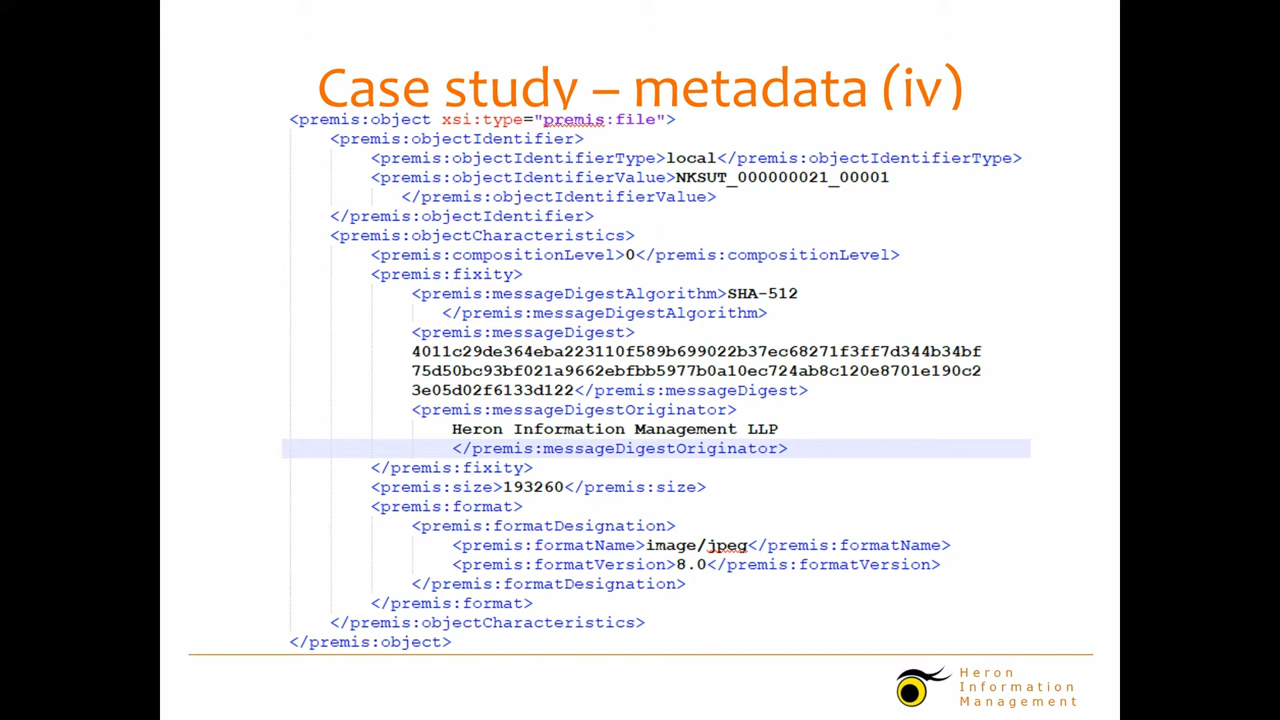 Case study – metadata (iv)
<premis:object xsi:type="premis:file">
<premis:objectIdentifier>
<premis:objectIdentifierType>local</premis:objectIdentifierType>
<premis:objectIdentifierValue>NKSUT_000000021_00001
</premis:objectIdentifierValue>
</premis:objectIdentifier>
<premis:objectCharacteristics>
<premis:compositionLevel>0</premis:compositionLevel>
<premis:fixity>
<premis:messageDigestAlgorithm>SHA-512
</premis:messageDigestAlgorithm>
<premis:messageDigest>
4011c29de364eba223110f589b699022b37ec68271f3ff7d344b34bf
75d50bc93bf021a9662ebfbb5977b0a10ec724ab8c120e8701e190c2
3e05d02f6133d122</premis:messageDigest>
<premis:messageDigestOriginator>
Heron Information Management LLP
</premis:messageDigestOriginator>
</premis:fixity>
<premis:size>193260</premis:size>
<premis:format>
<premis:formatDesignation>
<premis:formatName>image/jpeg</premis:formatName>
<premis:formatVersion>8.0</premis:formatVersion>
</premis:formatDesignation>
</premis:format>
</premis:objectCharacteristics>
</premis:object>
Heron
Information
Management